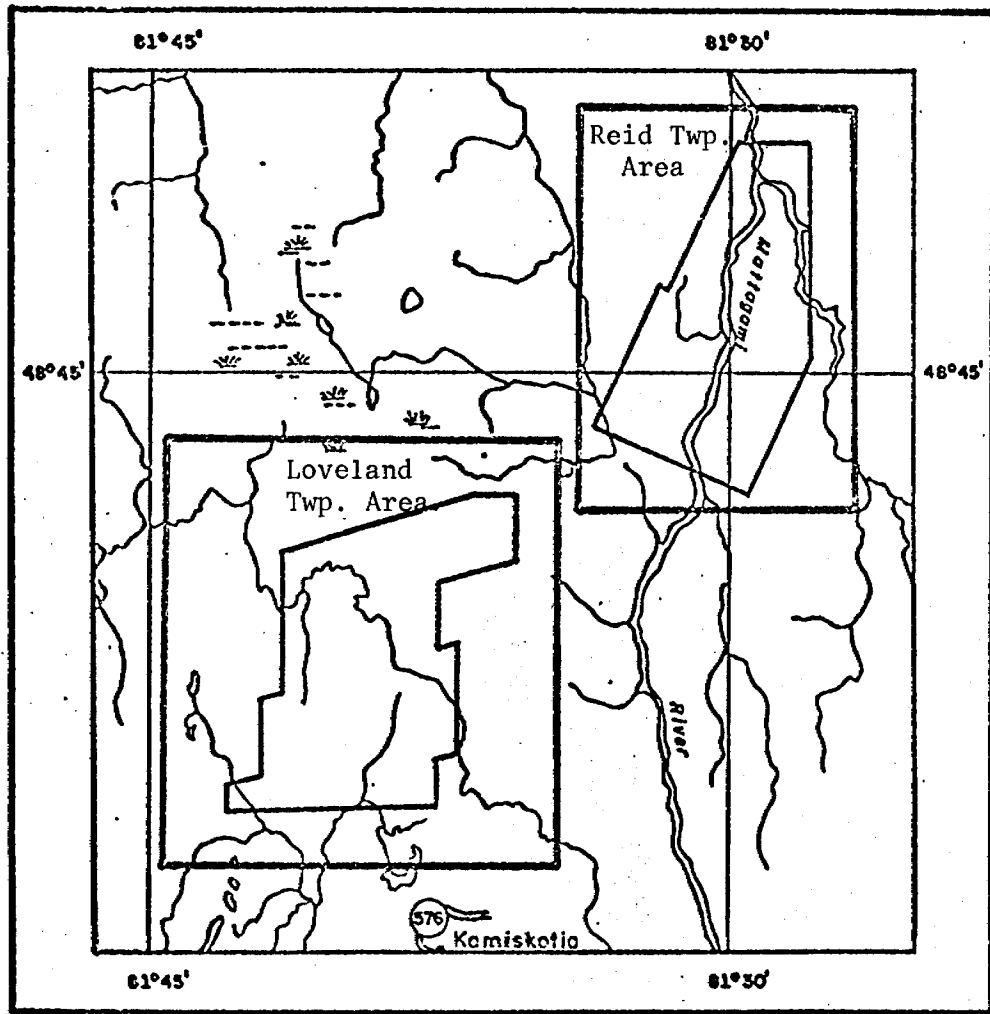 81°45' 81°30'
Reid Twp.
Area
Mattagami
48°45' 48°45'
Loveland
Twp. Area
River
576
Kamiskotia
81°45' 81°30'